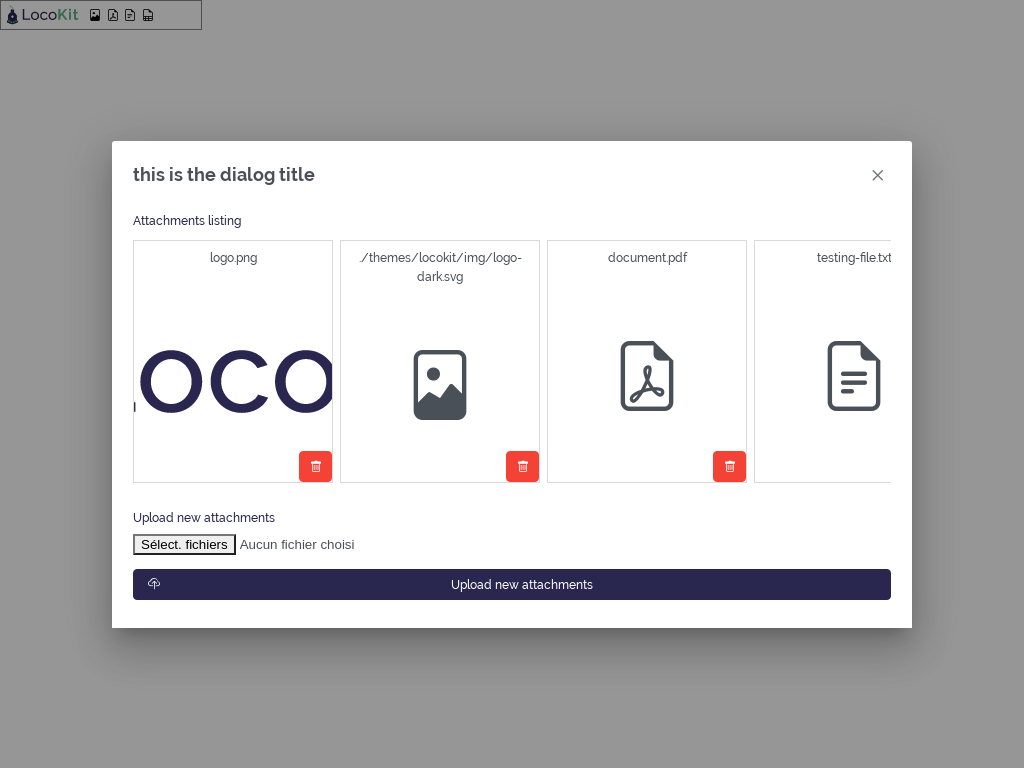 LocoKit
this is the dialog title
Attachments listing
logo.png
./themes/locokit/img/logo-
dark.svg
document.pdf
testing-file.txt
OCO
Upload new attachments
Sélect. fichiers Aucun fichier choisi
Upload new attachments